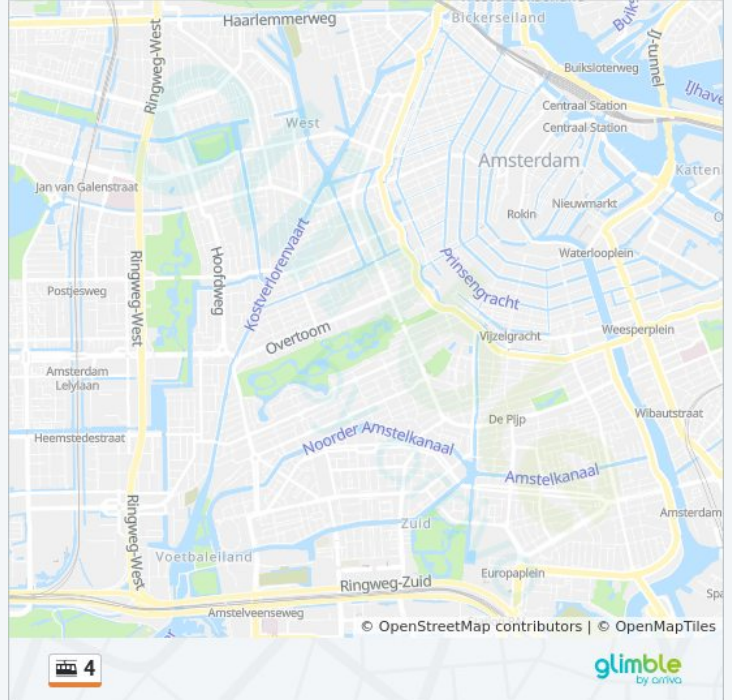 Haarlemmerweg
Bickerseiland
Ringweg-West
IJ-tunnel
Buiksloterweg
Centraal Station
Centraal Station
West
Amsterdam
Jan van Galenstraat
Nieuwmarkt
Rokin
Waterlooplein
Hoofdweg
Kostverlorenvaart
Prinsengracht
Ringweg-West
Postjesweg
Overtoom
Vijzelgracht
Weesperplein
Amsterdam
Lelylaan
De Pijp
Wibautstraat
Heemstedestraat
Noorder Amstelkanaal
Amstelkanaal
Ringweg-West
Amsterdam
Zuid
Voetbaleiland
Europaplein
Ringweg-Zuid
Amstelveenseweg
© OpenStreetMap contributors | © OpenMapTiles
4
glimble
by arriva